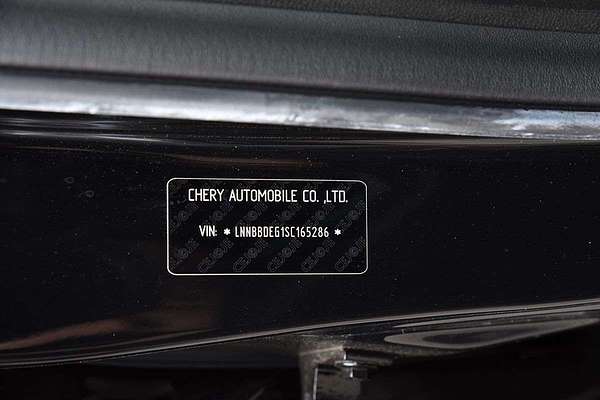 CHERY AUTOMOBILE CO. ,LTD.
VIN: * LNNBBDEG1SC165286 *